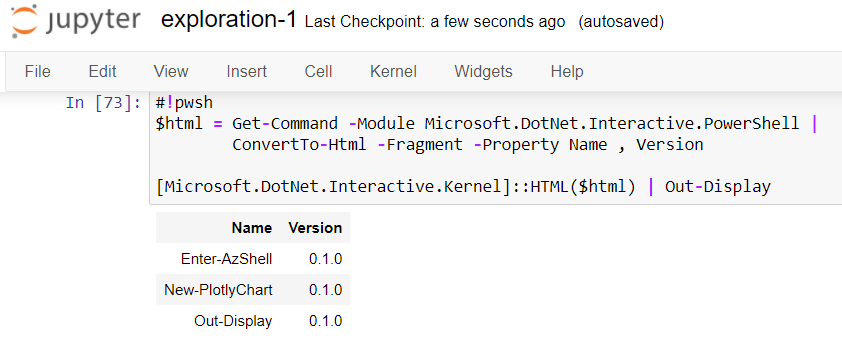 jupyter exploration-1 Last Checkpoint: a few seconds ago (autosaved)
File Edit View Insert Cell Kernel Widgets Help
In [73]: #!pwsh
$html = Get-Command -Module Microsoft.DotNet.Interactive.PowerShell |
ConvertTo-Html -Fragment -Property Name , Version
[Microsoft.DotNet.Interactive.Kernel]::HTML($html) | Out-Display
Name Version
Enter-AzShell 0.1.0
New-PlotlyChart 0.1.0
Out-Display 0.1.0